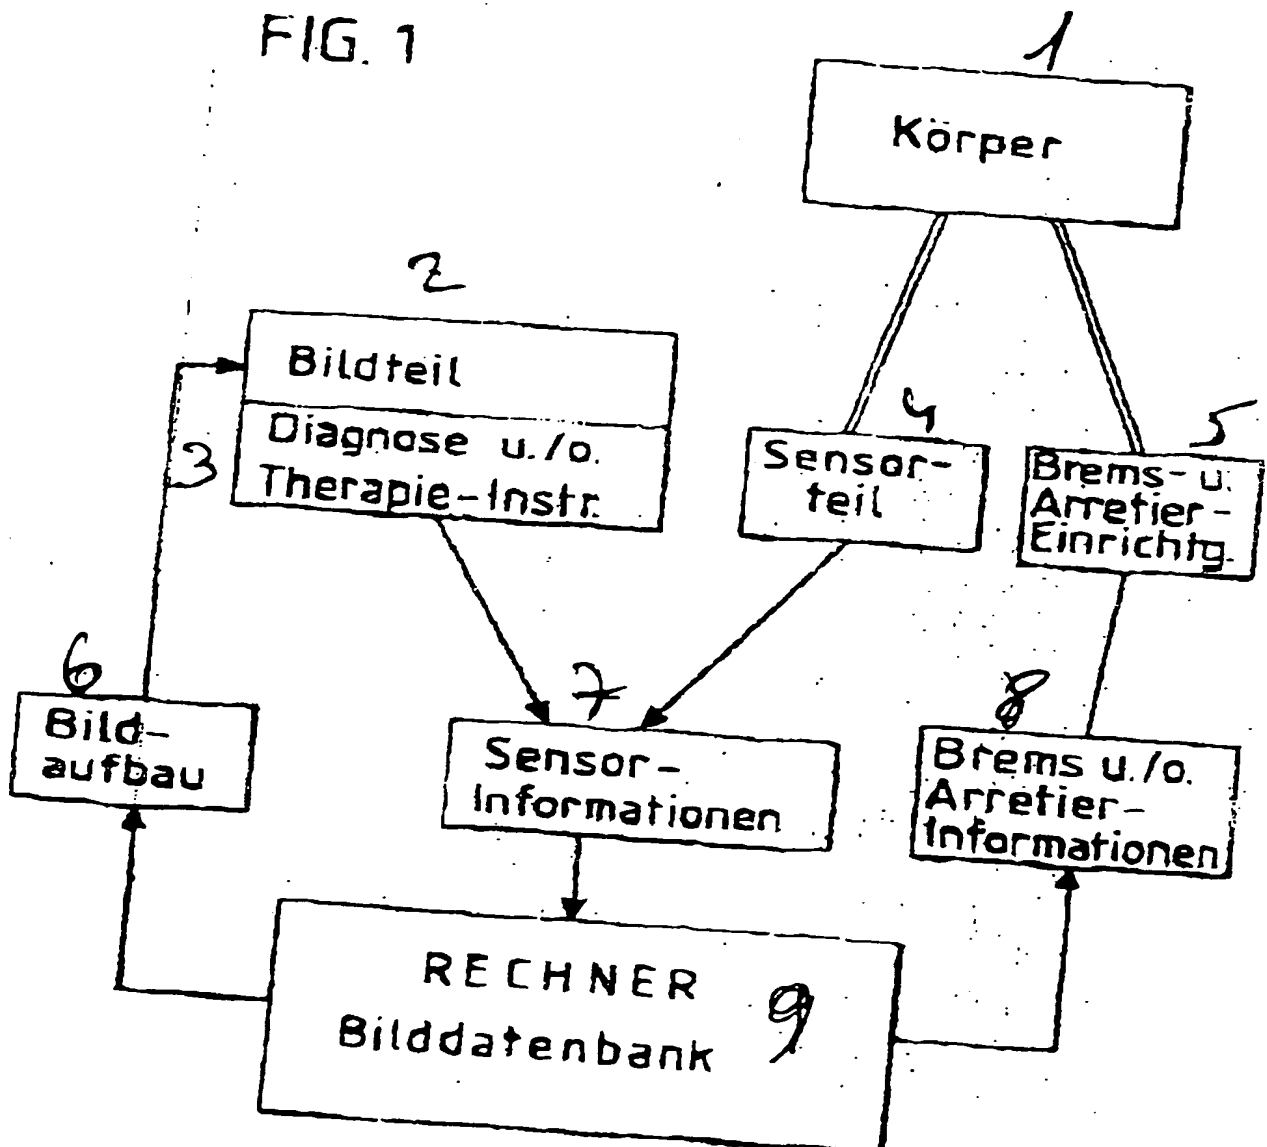 FIG. 1
1
Körper
2
Bildteil
Diagnose u./o.
Therapie-Instr.
3
4
Sensor-
teil
5
Brems- u.
Arretier-
Einrichtg.
6
Bild-
aufbau
7
Sensor-
Informationen
8
Brems u./o.
Arretier-
Informationen
RECHNER
Bilddatenbank
9